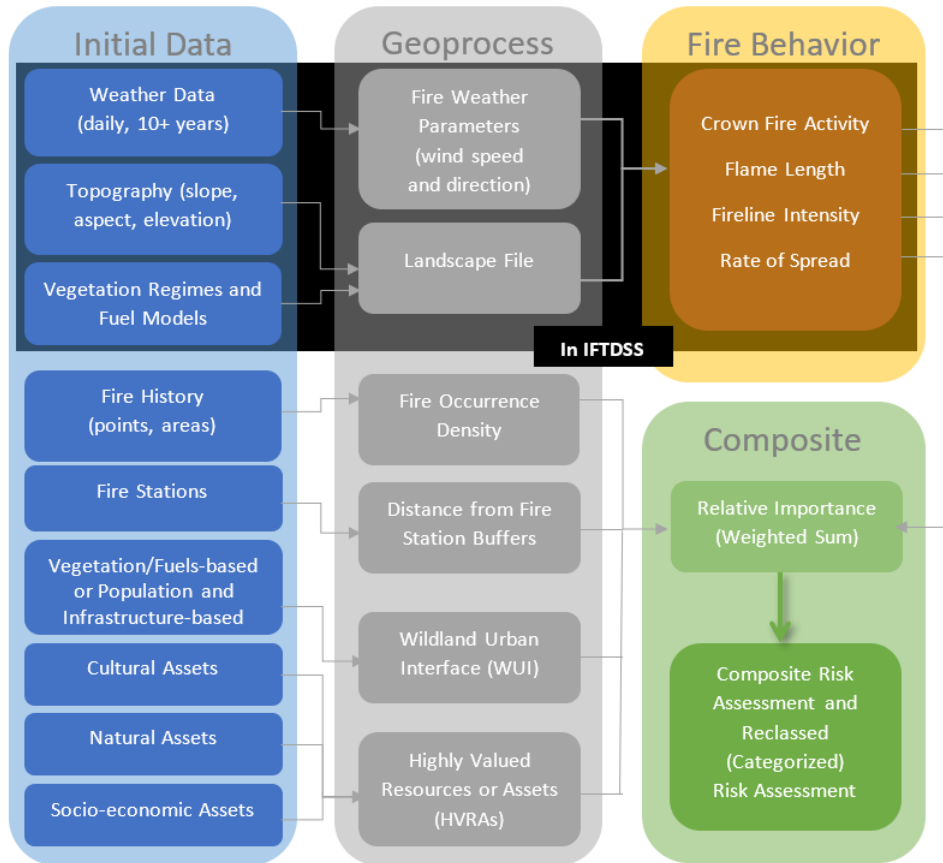 Initial Data
Weather Data
(daily, 10+ years)
Topography (slope,
aspect, elevation)
Vegetation Regimes and
Fuel Models
Fire History
(points, areas)
Fire Stations
Vegetation/Fuels-based
or Population and
Infrastructure-based
Cultural Assets
Natural Assets
Socio-economic Assets
Geoprocess
Fire Weather
Parameters
(wind speed
and direction)
Landscape File
In IFTDSS
Fire Occurrence
Density
Distance from Fire
Station Buffers
Wildland Urban
Interface (WUI)
Highly Valued
Resources or Assets
(HVRAs)
Fire Behavior
Crown Fire Activity
Flame Length
Fireline Intensity
Rate of Spread
Composite
Relative Importance
(Weighted Sum)
Composite Risk
Assessment and
Reclassed
(Categorized)
Risk Assessment